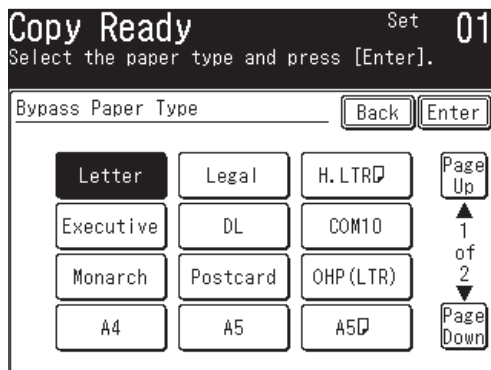 Copy Ready Set 01
Select the paper type and press [Enter].
Bypass Paper Type Back Enter
Letter Legal H.LTR
Executive DL COM10
Monarch Postcard OHP(LTR)
A4 A5 A5
Page
Up
1
of
2
Page
Down